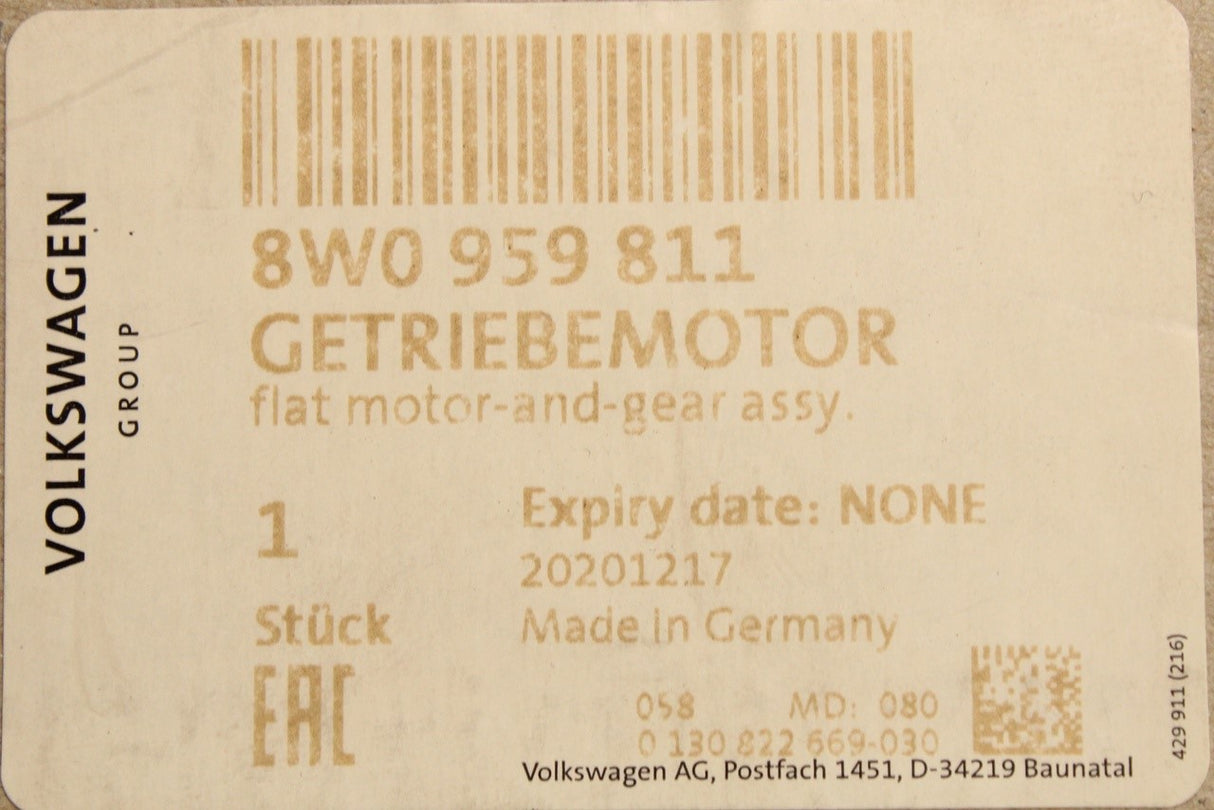 VOLKSWAGEN
GROUP
8W0 959 811
GETRIEBEMOTOR
flat motor-and-gear assy.
1
Stück
EAC
Expiry date: NONE
20201217
Made in Germany
058 MD: 080
0 130 822 669-030
Volkswagen AG, Postfach 1451, D-34219 Baunatal
429 911 (216)